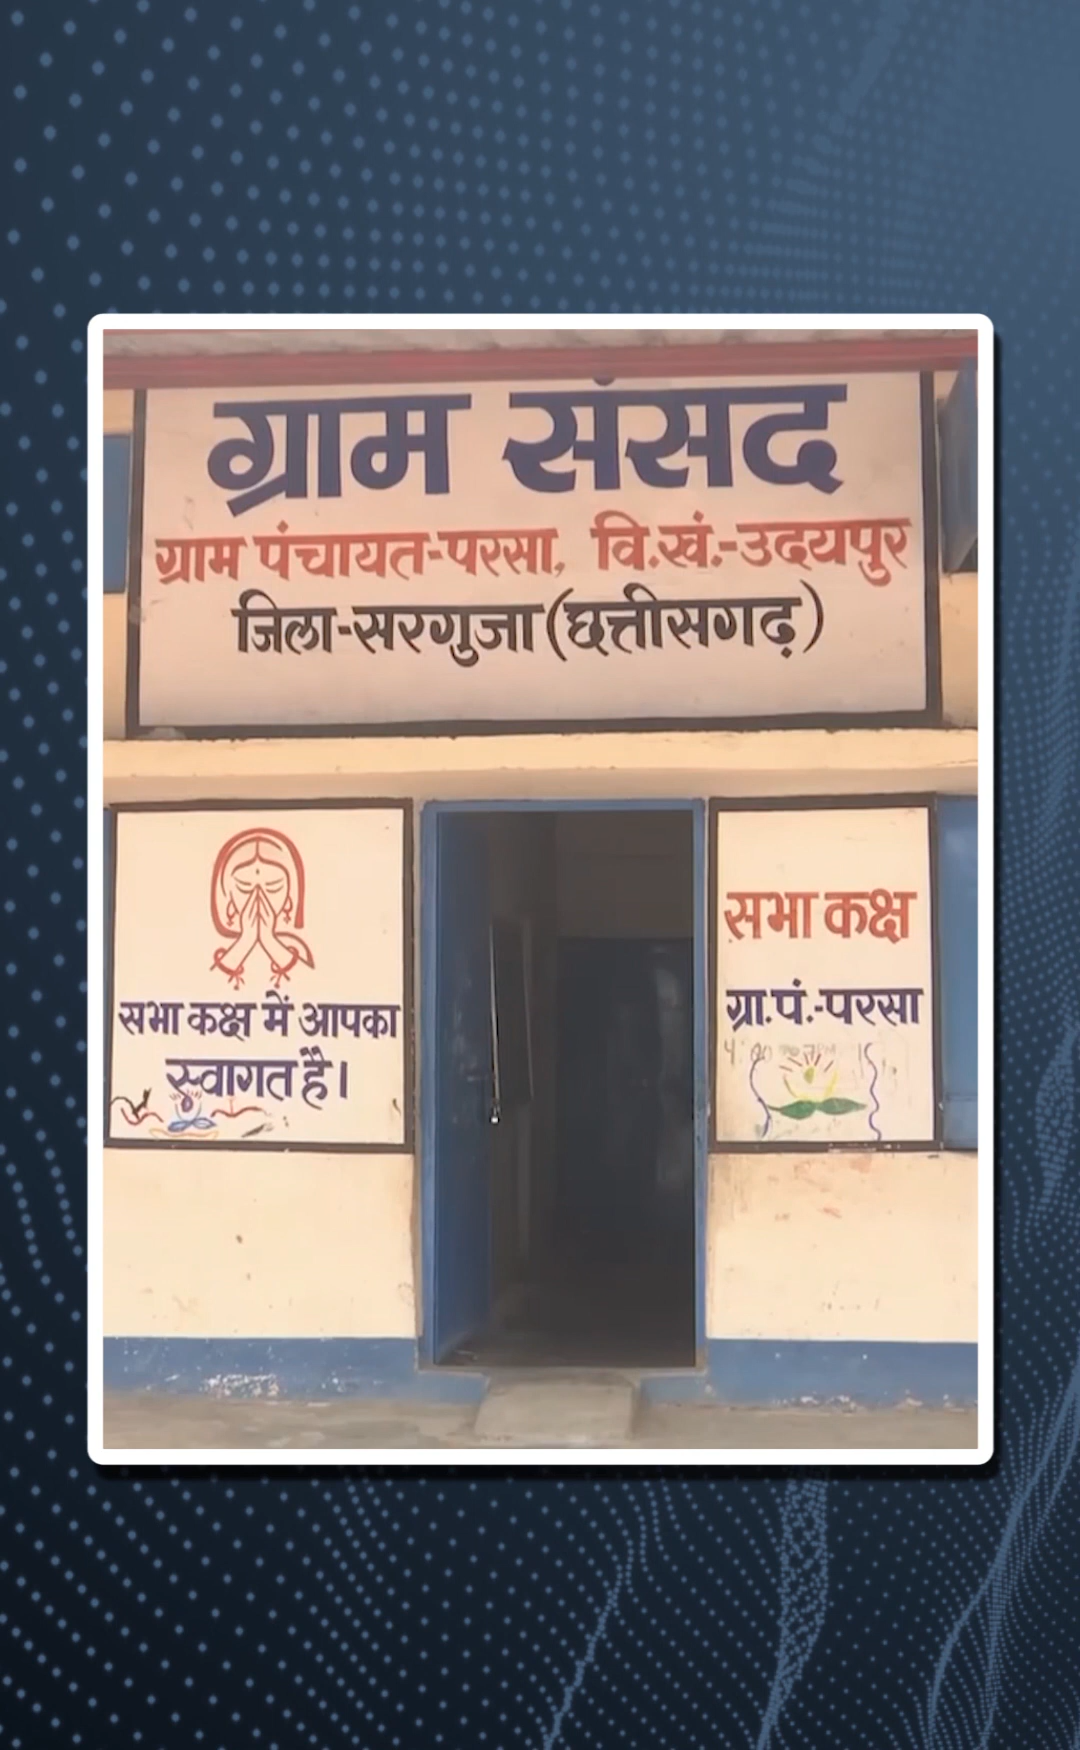 ग्राम संसद
ग्राम पंचायत-परसा, वि.खं.-उदयपुर
जिला-सरगुजा (छत्तीसगढ़)
सभा कक्ष में आपका
स्वागत है।
सभा कक्ष
ग्रा.पं.-परसा